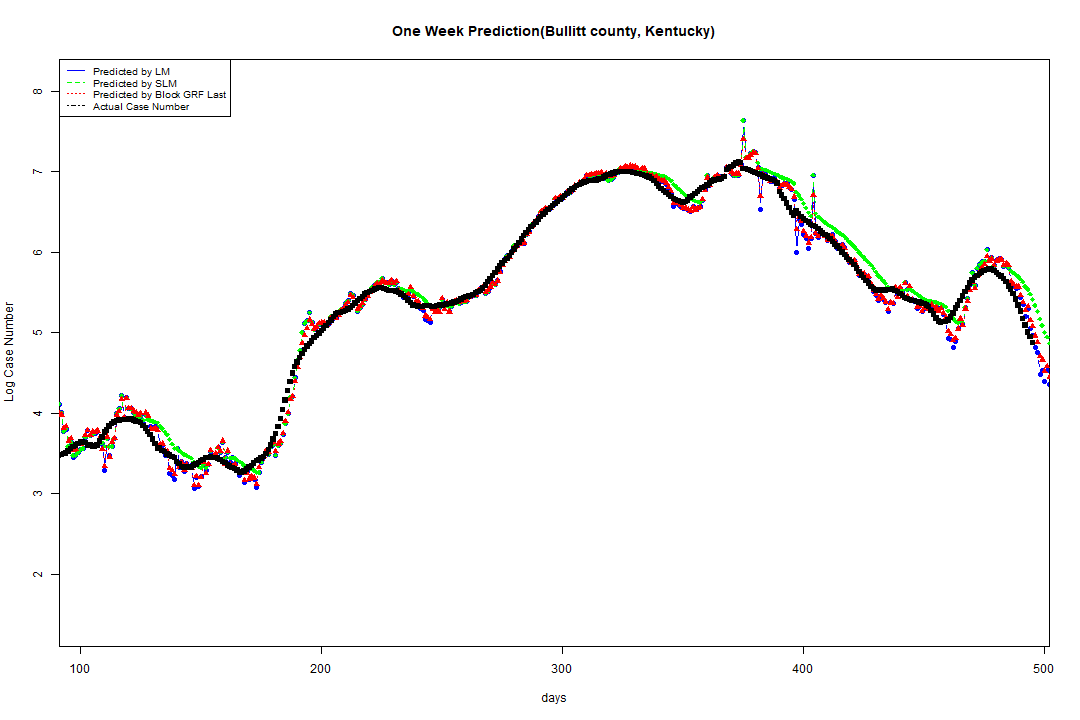 One Week Prediction(Bullitt county, Kentucky)
Predicted by LM
Predicted by SLM
Predicted by Block GRF Last
Actual Case Number
8
7
6
5
4
3
2
Log Case Number
100 200 300 400 500
days